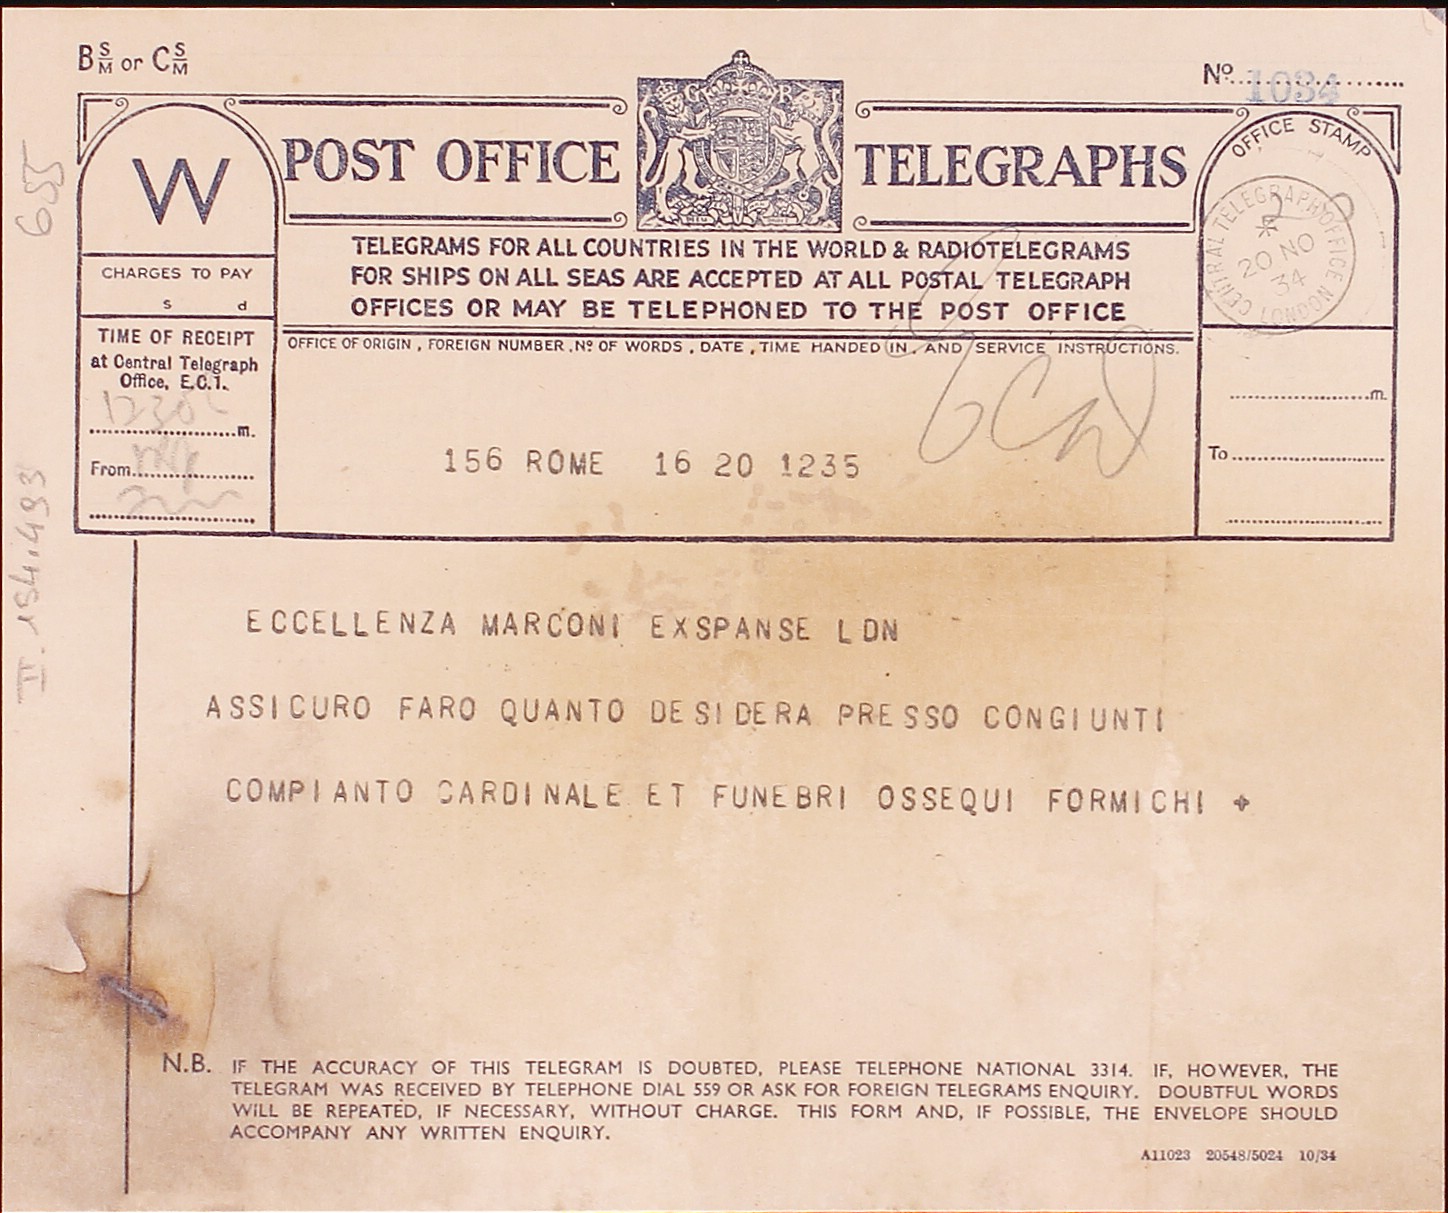 B S/M or C S/M
Nº 1034
W
POST OFFICE TELEGRAPHS
OFFICE STAMP
CENTRAL TELEGRAPH OFFICE LONDON
20 NO
34
TELEGRAMS FOR ALL COUNTRIES IN THE WORLD & RADIOTELEGRAMS
FOR SHIPS ON ALL SEAS ARE ACCEPTED AT ALL POSTAL TELEGRAPH
OFFICES OR MAY BE TELEPHONED TO THE POST OFFICE
CHARGES TO PAY
s d
TIME OF RECEIPT
at Central Telegraph
Office, E.C.1.
m.
From
OFFICE OF ORIGIN, FOREIGN NUMBER, Nº OF WORDS, DATE, TIME HANDED IN, AND SERVICE INSTRUCTIONS.
m.
To
156 ROME 16 20 1235
ECCELLENZA MARCONI EXSPANSE LDN
ASSICURO FARO QUANTO DESIDERA PRESSO CONGIUNTI
COMPIANTO CARDINALE ET FUNEBRI OSSEQUI FORMICHI +
N.B. IF THE ACCURACY OF THIS TELEGRAM IS DOUBTED, PLEASE TELEPHONE NATIONAL 3314. IF, HOWEVER, THE
TELEGRAM WAS RECEIVED BY TELEPHONE DIAL 559 OR ASK FOR FOREIGN TELEGRAMS ENQUIRY. DOUBTFUL WORDS
WILL BE REPEATED, IF NECESSARY, WITHOUT CHARGE. THIS FORM AND, IF POSSIBLE, THE ENVELOPE SHOULD
ACCOMPANY ANY WRITTEN ENQUIRY.
A11023 20548/5024 10/34
655
II. 154.493